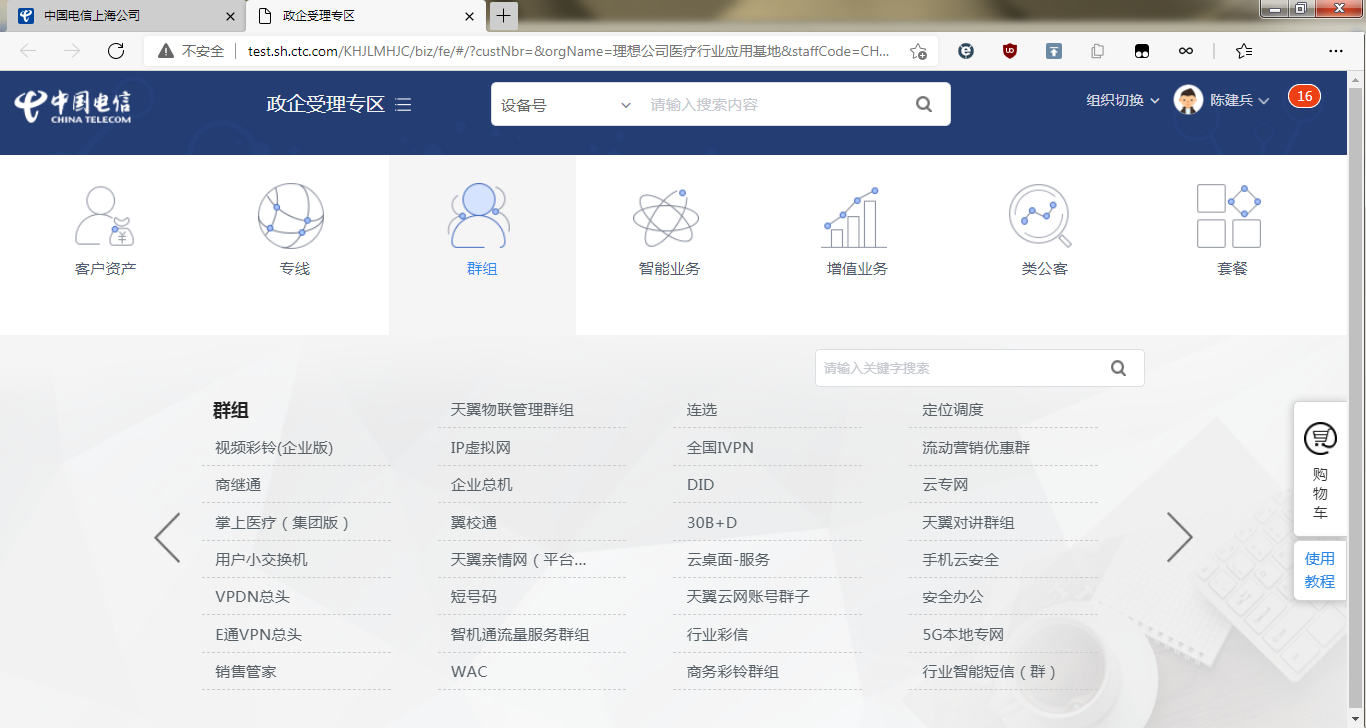 中国电信上海公司
政企受理专区
不安全
test.sh.ctc.com/KHJLMHJC/biz/fe/#/?custNbr=&orgName=理想公司医疗行业应用基地&staffCode=CH...
中国电信
CHINA TELECOM
政企受理专区
设备号
请输入搜索内容
组织切换
陈建兵
16
客户资产
专线
群组
智能业务
增值业务
类公客
套餐
请输入关键字搜索
群组
天翼物联管理群组
连选
定位调度
视频彩铃(企业版)
IP虚拟网
全国IVPN
流动营销优惠群
商继通
企业总机
DID
云专网
掌上医疗（集团版）
翼校通
30B+D
天翼对讲群组
用户小交换机
天翼亲情网（平台...
云桌面-服务
手机云安全
VPDN总头
短号码
天翼云网账号群子
安全办公
E通VPN总头
智机通流量服务群组
行业彩信
5G本地专网
销售管家
WAC
商务彩铃群组
行业智能短信（群）
购
物
车
使用
教程